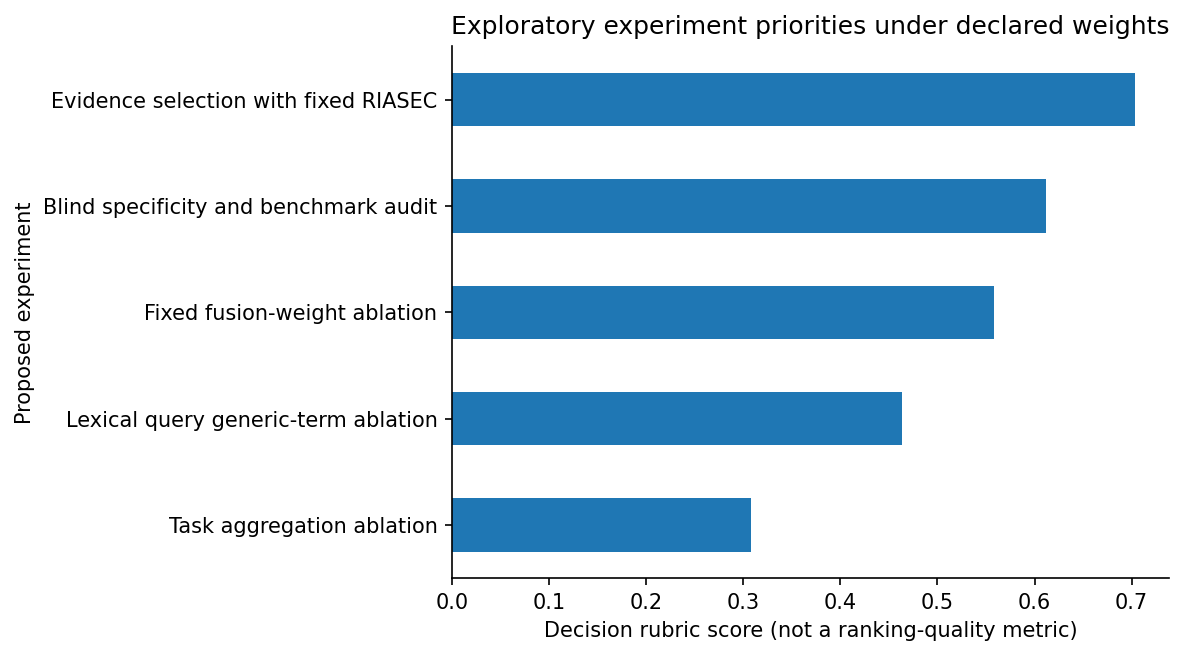 Exploratory experiment priorities under declared weights
Proposed experiment
Evidence selection with fixed RIASEC
Blind specificity and benchmark audit
Fixed fusion-weight ablation
Lexical query generic-term ablation
Task aggregation ablation
0.0 0.1 0.2 0.3 0.4 0.5 0.6 0.7
Decision rubric score (not a ranking-quality metric)